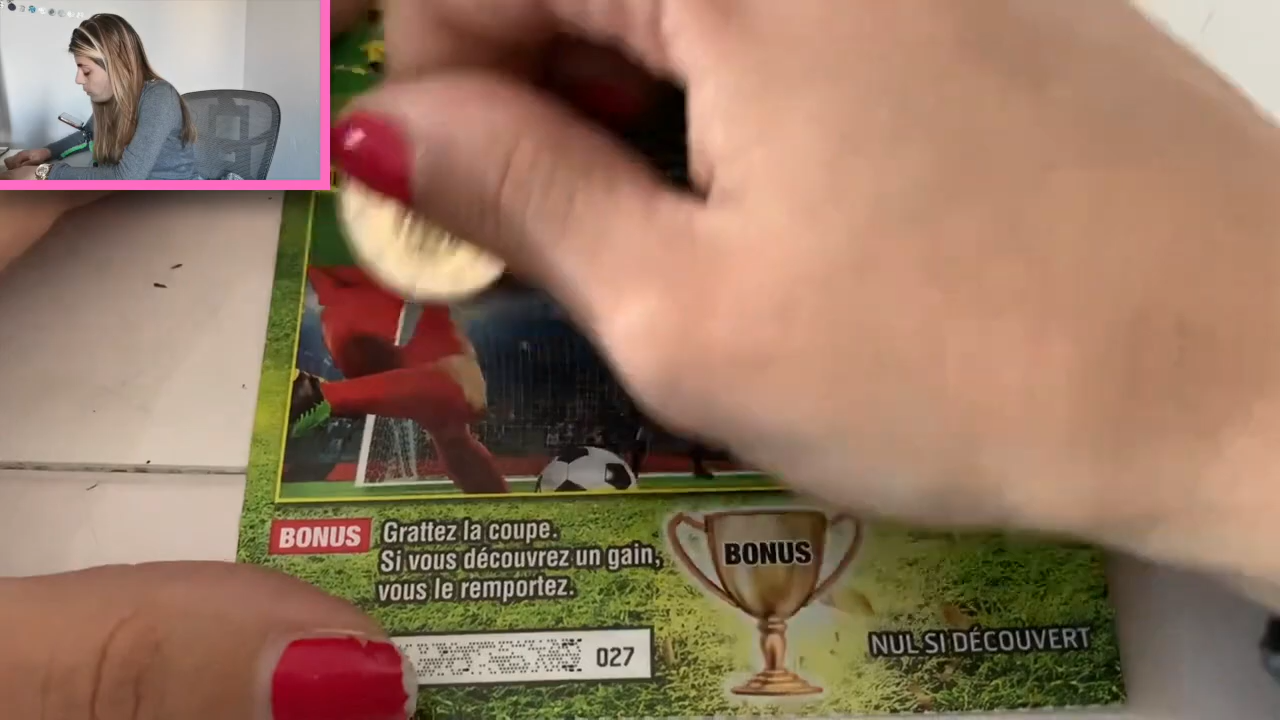 BONUS Grattez la coupe.
Si vous découvrez un gain,
vous le remportez.
BONUS
NUL SI DÉCOUVERT
027